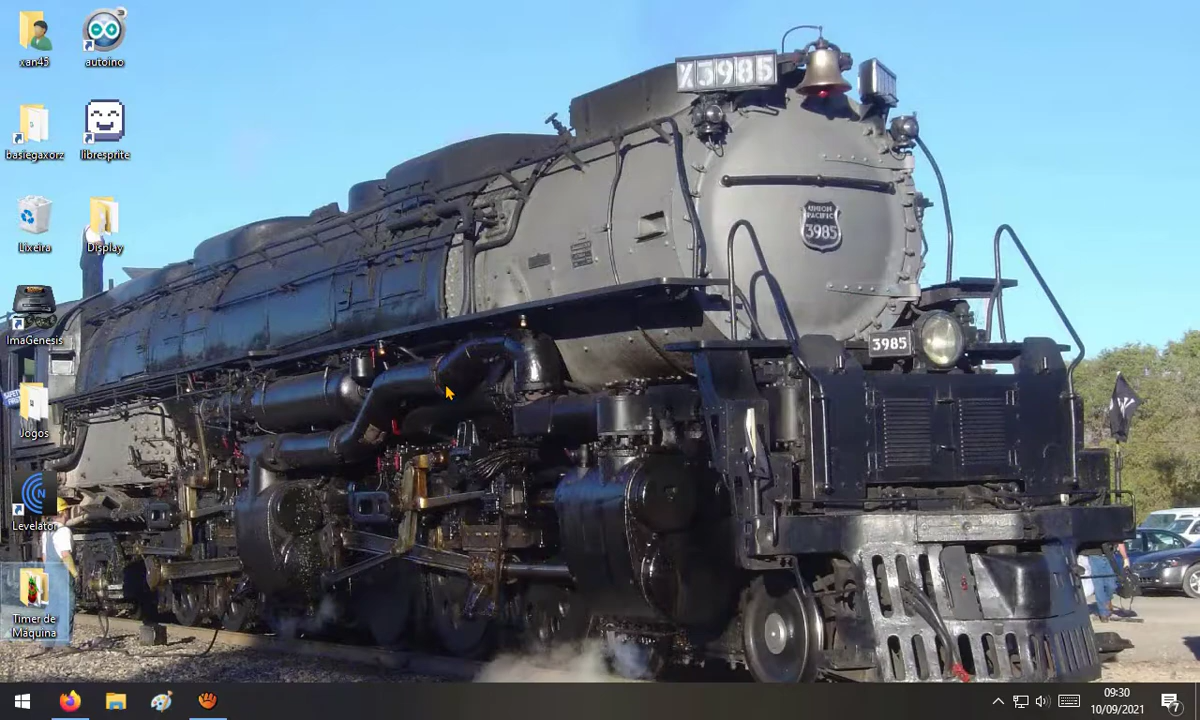 xan45
autoino
basiegaxorz
libresprite
Lixeira
Display
ImaGenesis
Jogos
Levelator
Timer de
Maquina
X3985
UNION
PACIFIC
3985
3985
09:30
10/09/2021
7